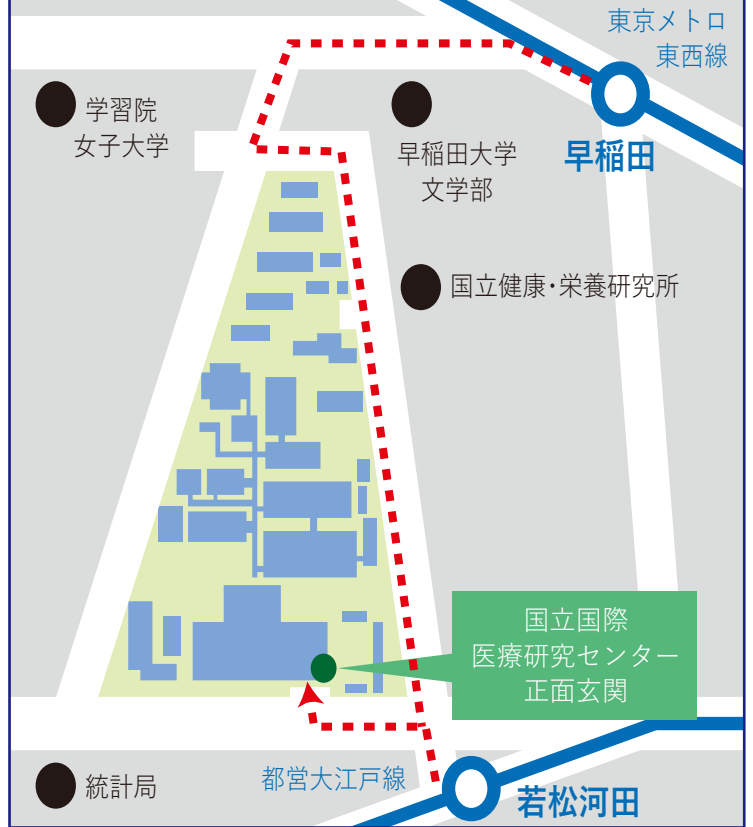 東京メトロ
東西線
学習院
女子大学
早稲田大学
文学部
早稲田
国立健康・栄養研究所
国立国際
医療研究センター
正面玄関
統計局
都営大江戸線
若松河田